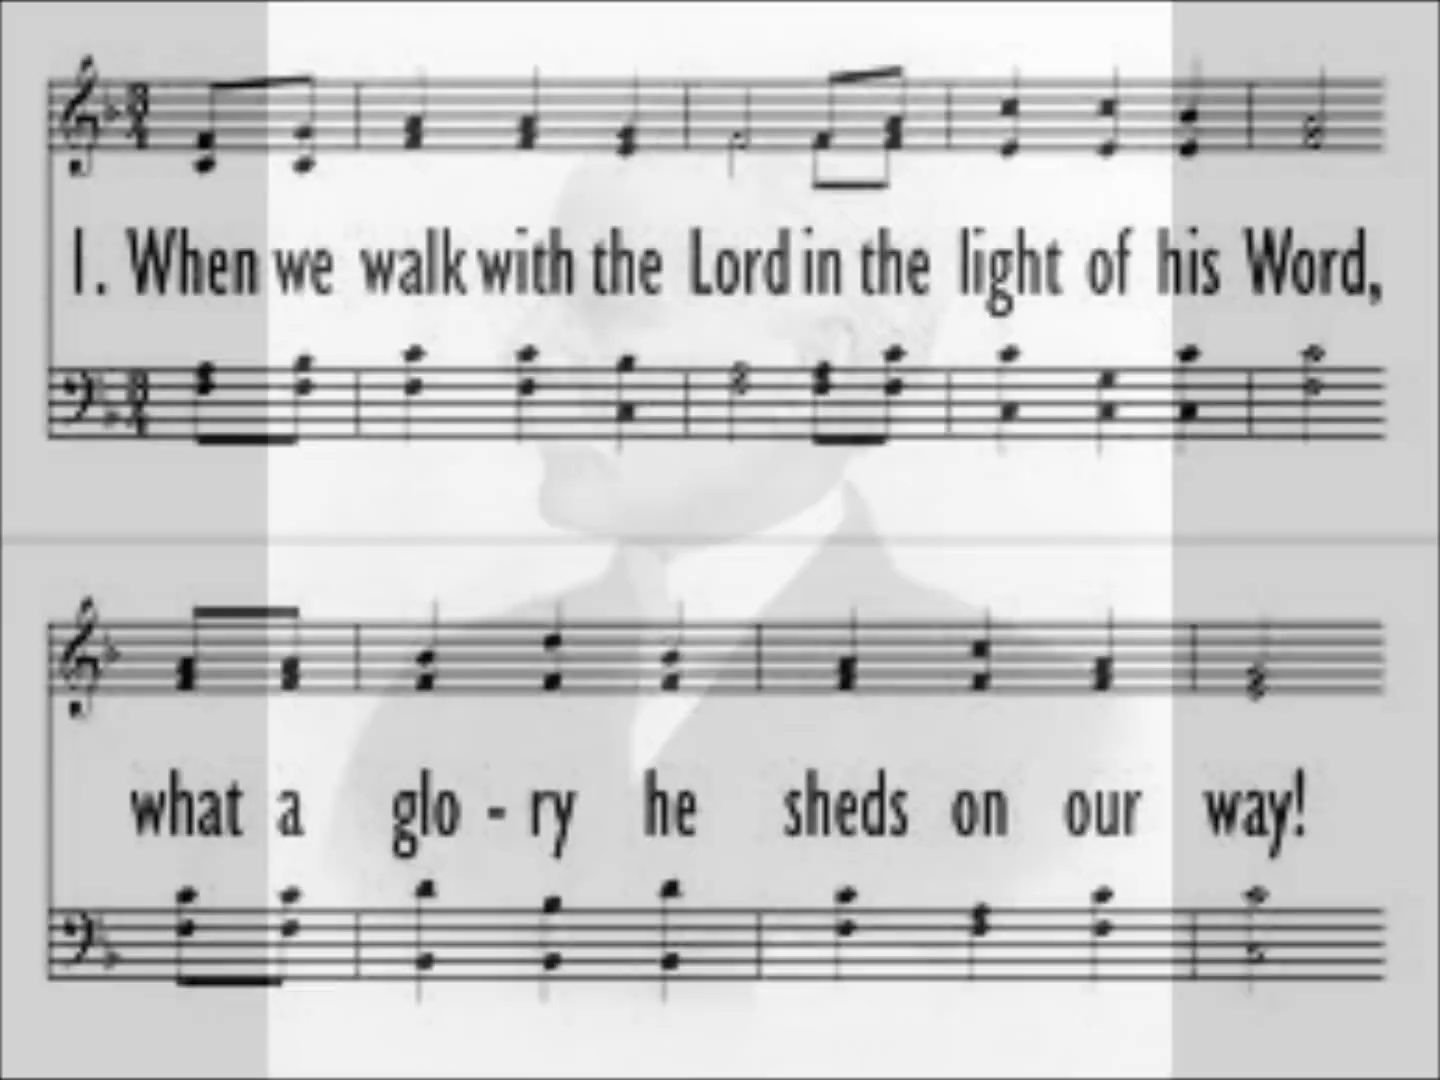 1. When we walk with the Lord in the light of his Word,
what a glo - ry he sheds on our way!